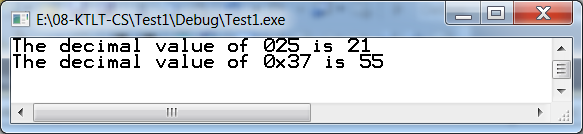 E:\08-KTLT-CS\Test1\Debug\Test1.exe
The decimal value of 025 is 21
The decimal value of 0x37 is 55